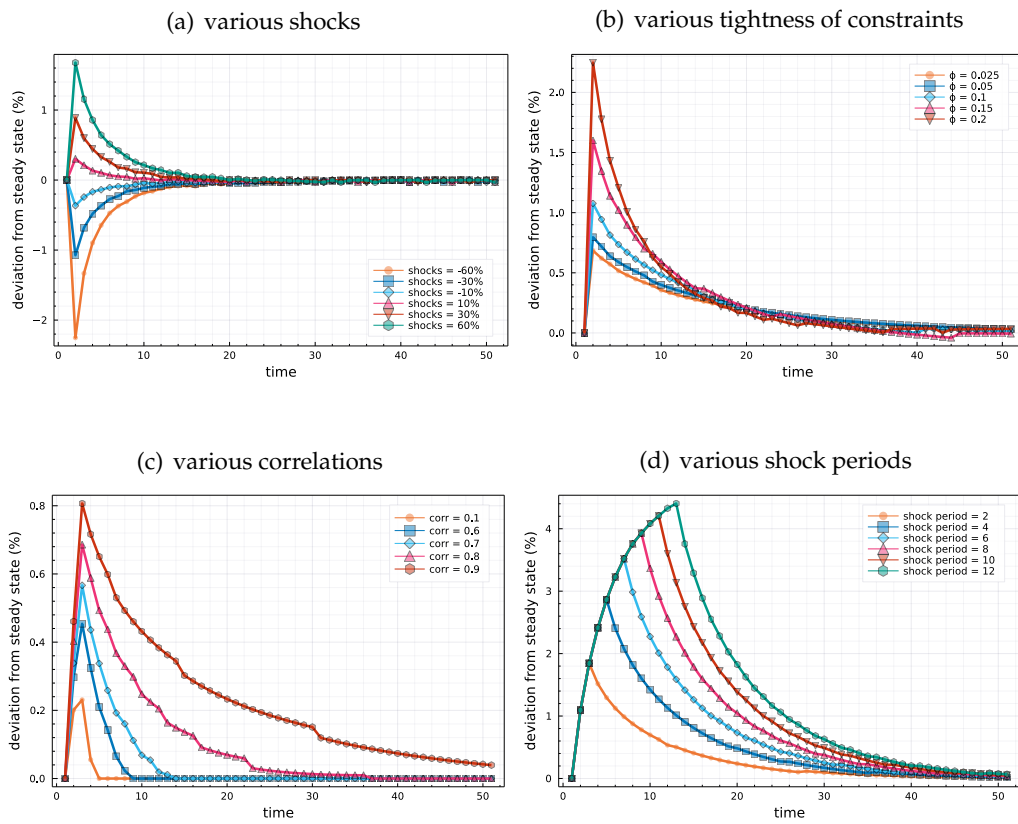 (a) various shocks
deviation from steady state (%)
1
0
−1
−2
shocks = -60%
shocks = -30%
shocks = -10%
shocks = 10%
shocks = 30%
shocks = 60%
0 10 20 30 40 50
time
(b) various tightness of constraints
deviation from steady state (%)
2.0
1.5
1.0
0.5
0.0
ϕ = 0.025
ϕ = 0.05
ϕ = 0.1
ϕ = 0.15
ϕ = 0.2
0 10 20 30 40 50
time
(c) various correlations
deviation from steady state (%)
0.8
0.6
0.4
0.2
0.0
corr = 0.1
corr = 0.6
corr = 0.7
corr = 0.8
corr = 0.9
0 10 20 30 40 50
time
(d) various shock periods
deviation from steady state (%)
4
3
2
1
0
shock period = 2
shock period = 4
shock period = 6
shock period = 8
shock period = 10
shock period = 12
0 10 20 30 40 50
time